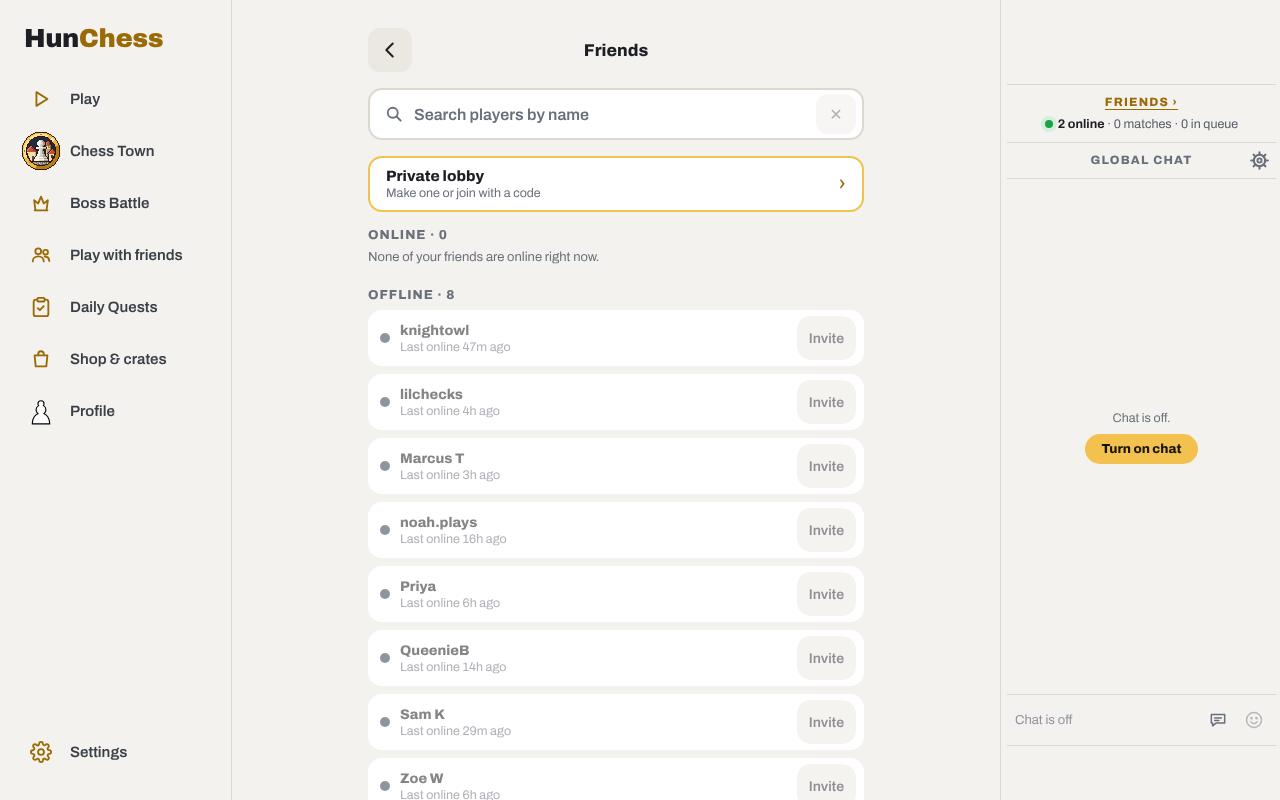 HunChess
Play
Chess Town
Boss Battle
Play with friends
Daily Quests
Shop & crates
Profile
Settings
Friends
Search players by name
Private lobby
Make one or join with a code
ONLINE · 0
None of your friends are online right now.
OFFLINE · 8
knightowl
Last online 47m ago
Invite
lilchecks
Last online 4h ago
Invite
Marcus T
Last online 3h ago
Invite
noah.plays
Last online 16h ago
Invite
Priya
Last online 6h ago
Invite
QueenieB
Last online 14h ago
Invite
Sam K
Last online 29m ago
Invite
Zoe W
Last online 6h ago
Invite
FRIENDS ›
2 online · 0 matches · 0 in queue
GLOBAL CHAT
Chat is off.
Turn on chat
Chat is off